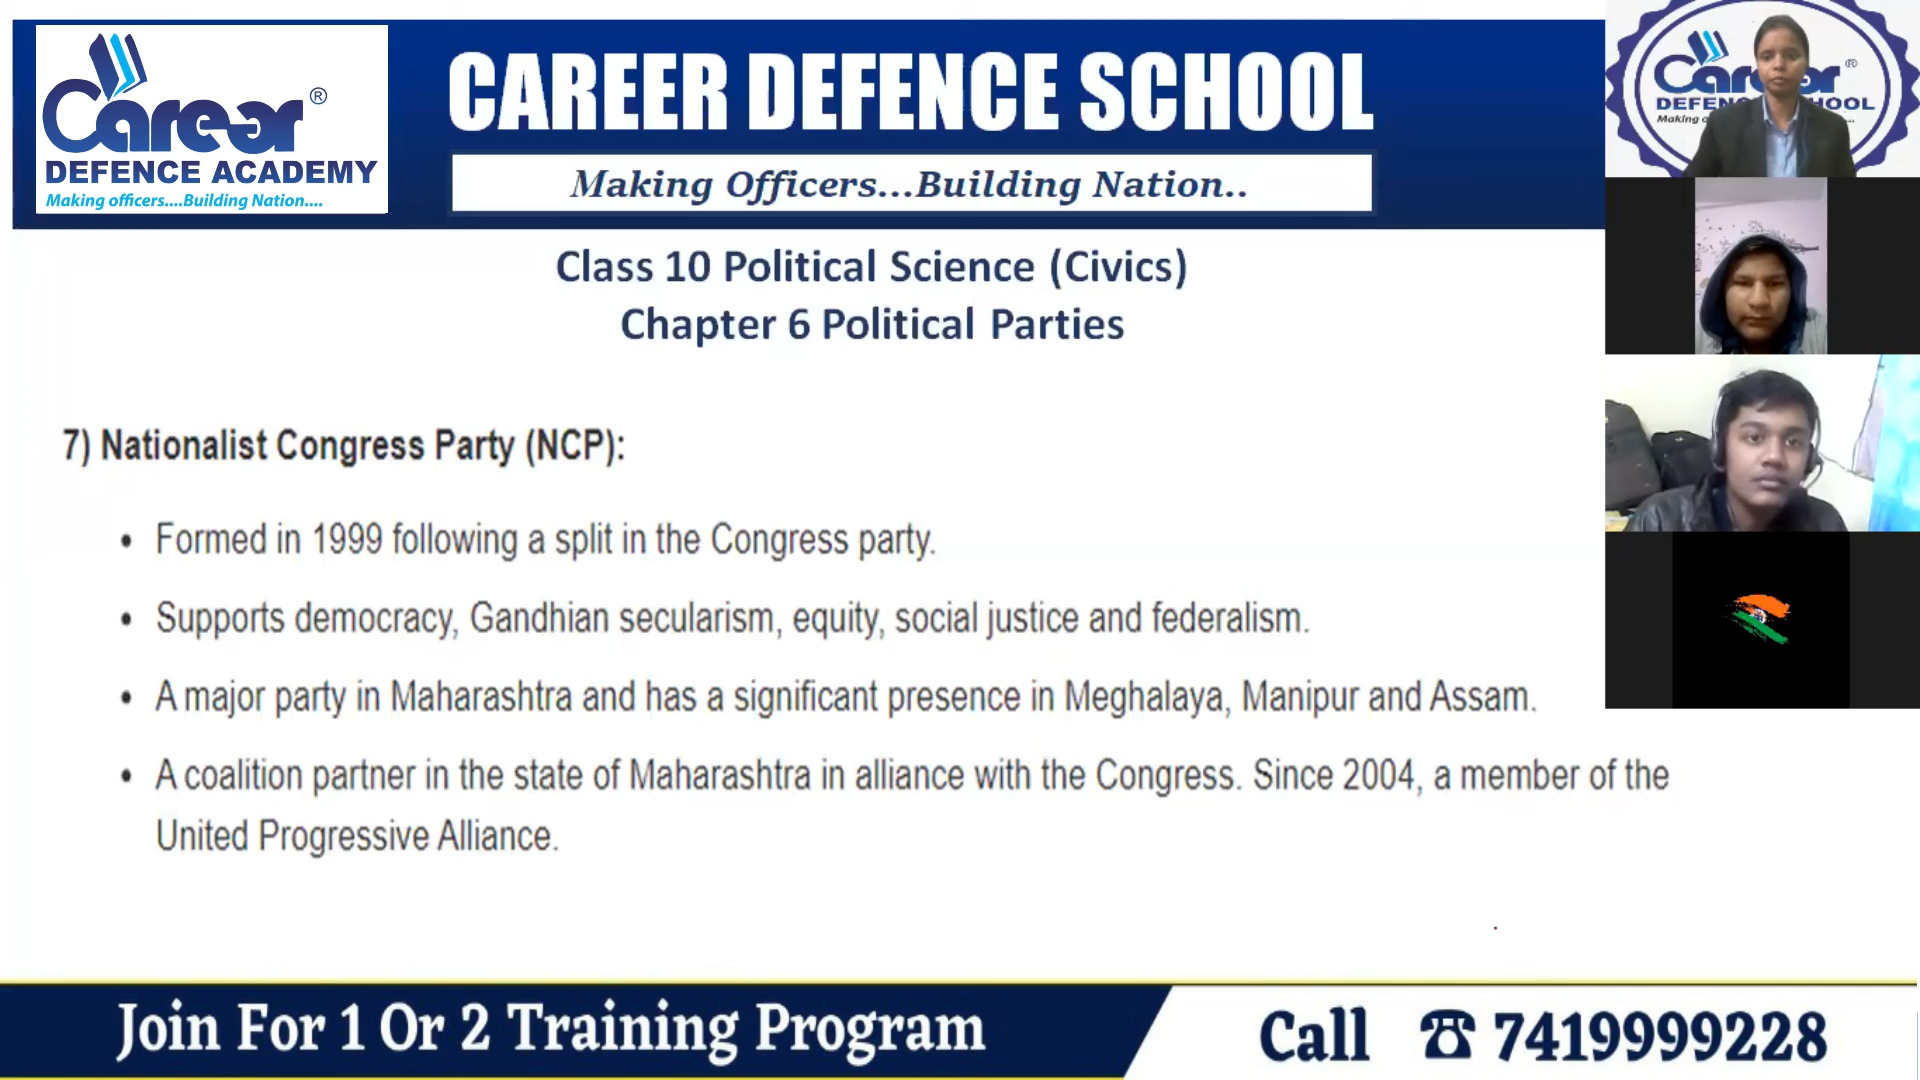 Career®
DEFENCE ACADEMY
Making officers....Building Nation....
CAREER DEFENCE SCHOOL
Making Officers...Building Nation..
Class 10 Political Science (Civics)
Chapter 6 Political Parties
7) Nationalist Congress Party (NCP):
• Formed in 1999 following a split in the Congress party.
• Supports democracy, Gandhian secularism, equity, social justice and federalism.
• A major party in Maharashtra and has a significant presence in Meghalaya, Manipur and Assam.
• A coalition partner in the state of Maharashtra in alliance with the Congress. Since 2004, a member of the
United Progressive Alliance.
Join For 1 Or 2 Training Program
Call ☎ 7419999228